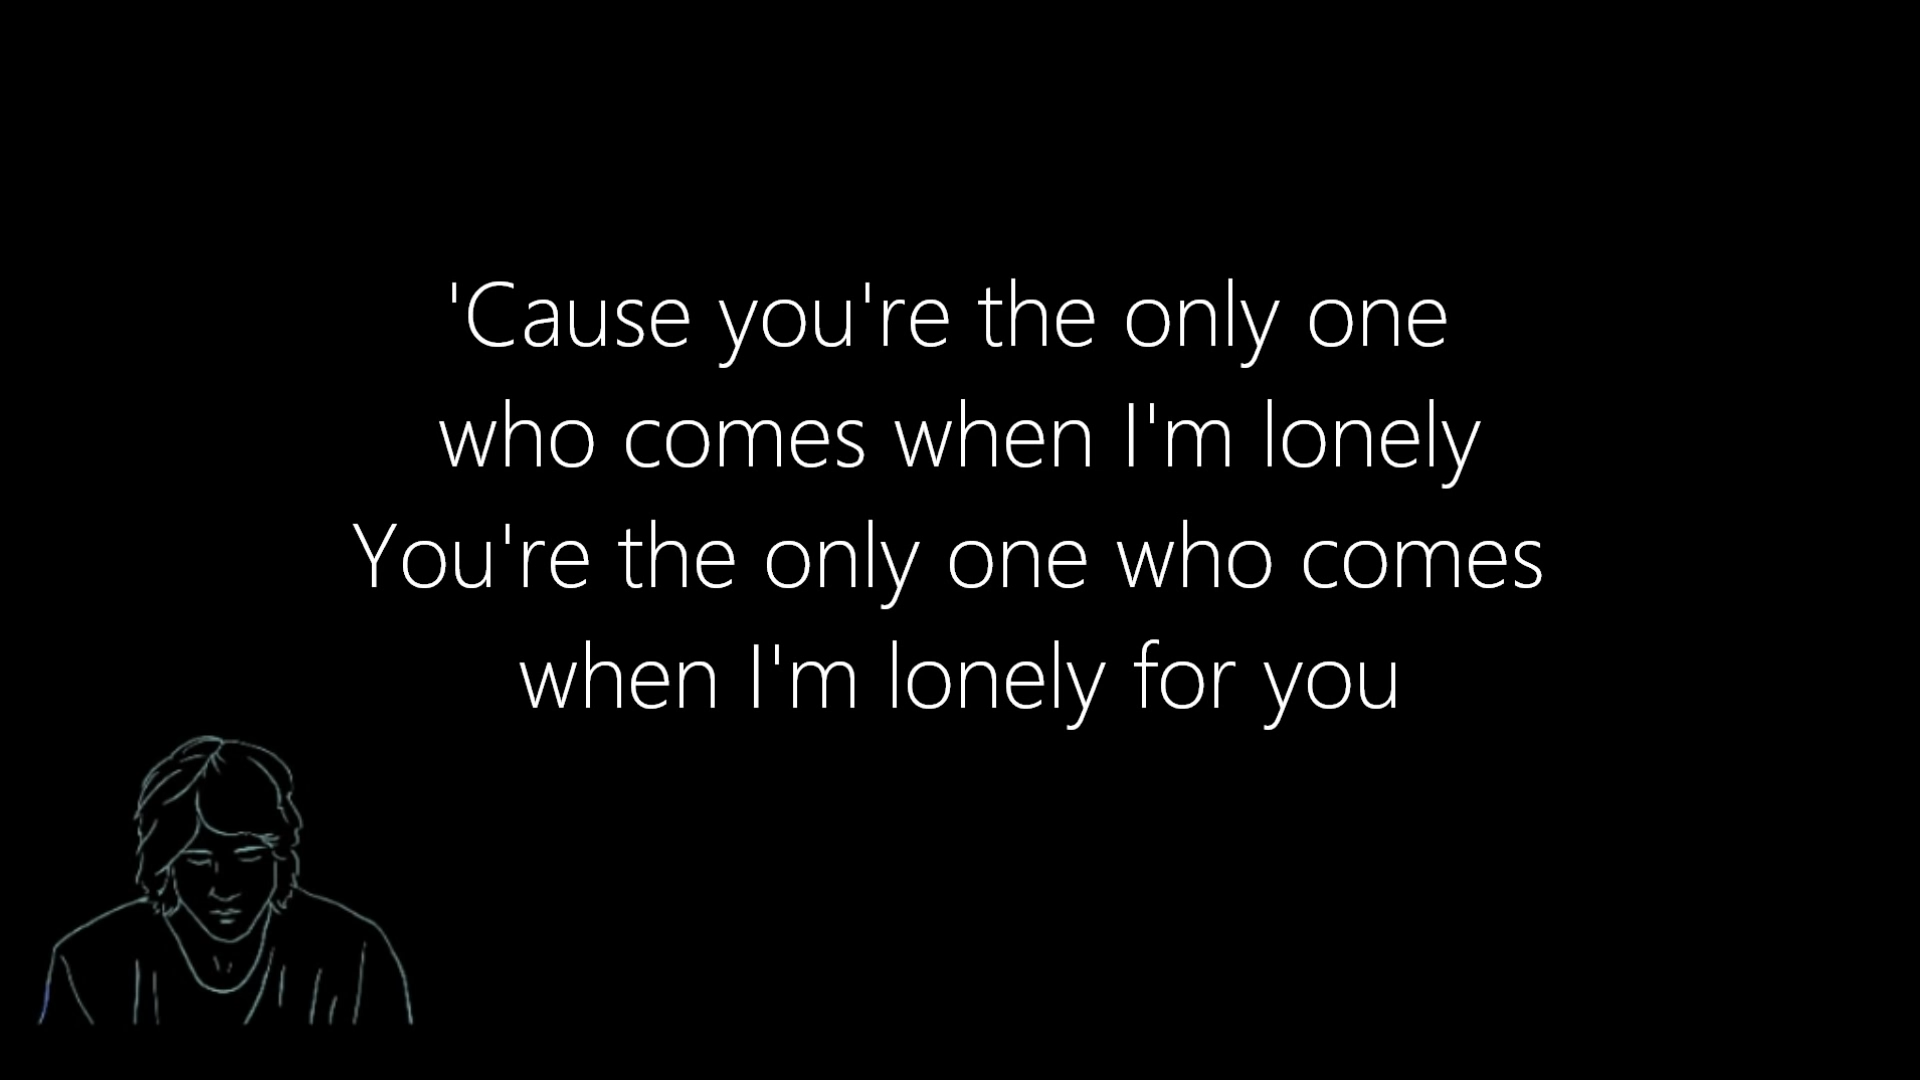 'Cause you're the only one
who comes when I'm lonely
You're the only one who comes
when I'm lonely for you